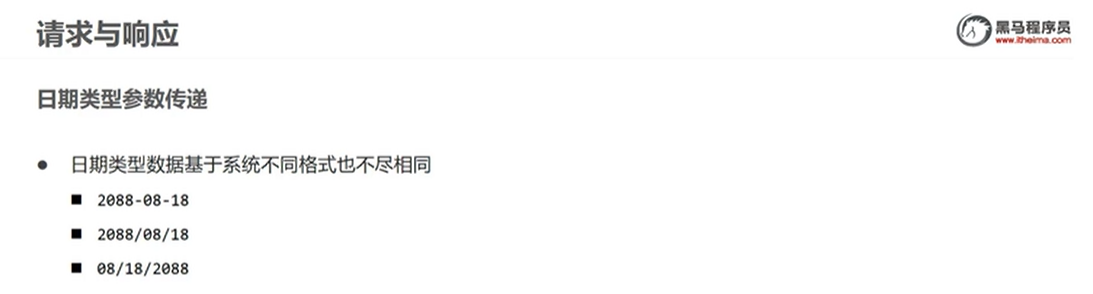 请求与响应
黑马程序员
www.itheima.com
日期类型参数传递
● 日期类型数据基于系统不同格式也不尽相同
■ 2088-08-18
■ 2088/08/18
■ 08/18/2088